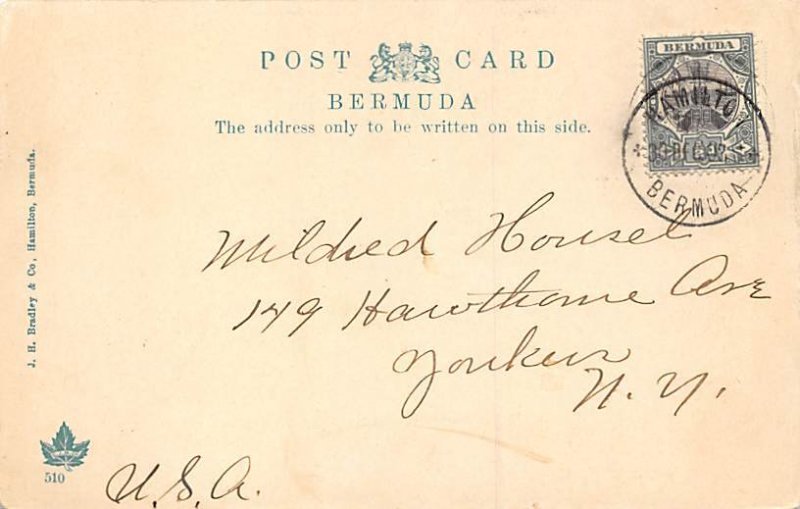 POST CARD
BERMUDA
The address only to be written on this side.
BERMUDA
HAMILTON
BERMUDA
J. H. Bradley & Co, Hamilton, Bermuda.
Mildred Housel
149 Hawthorne Ave
Yonkers
N. Y.
U.S.A.
510